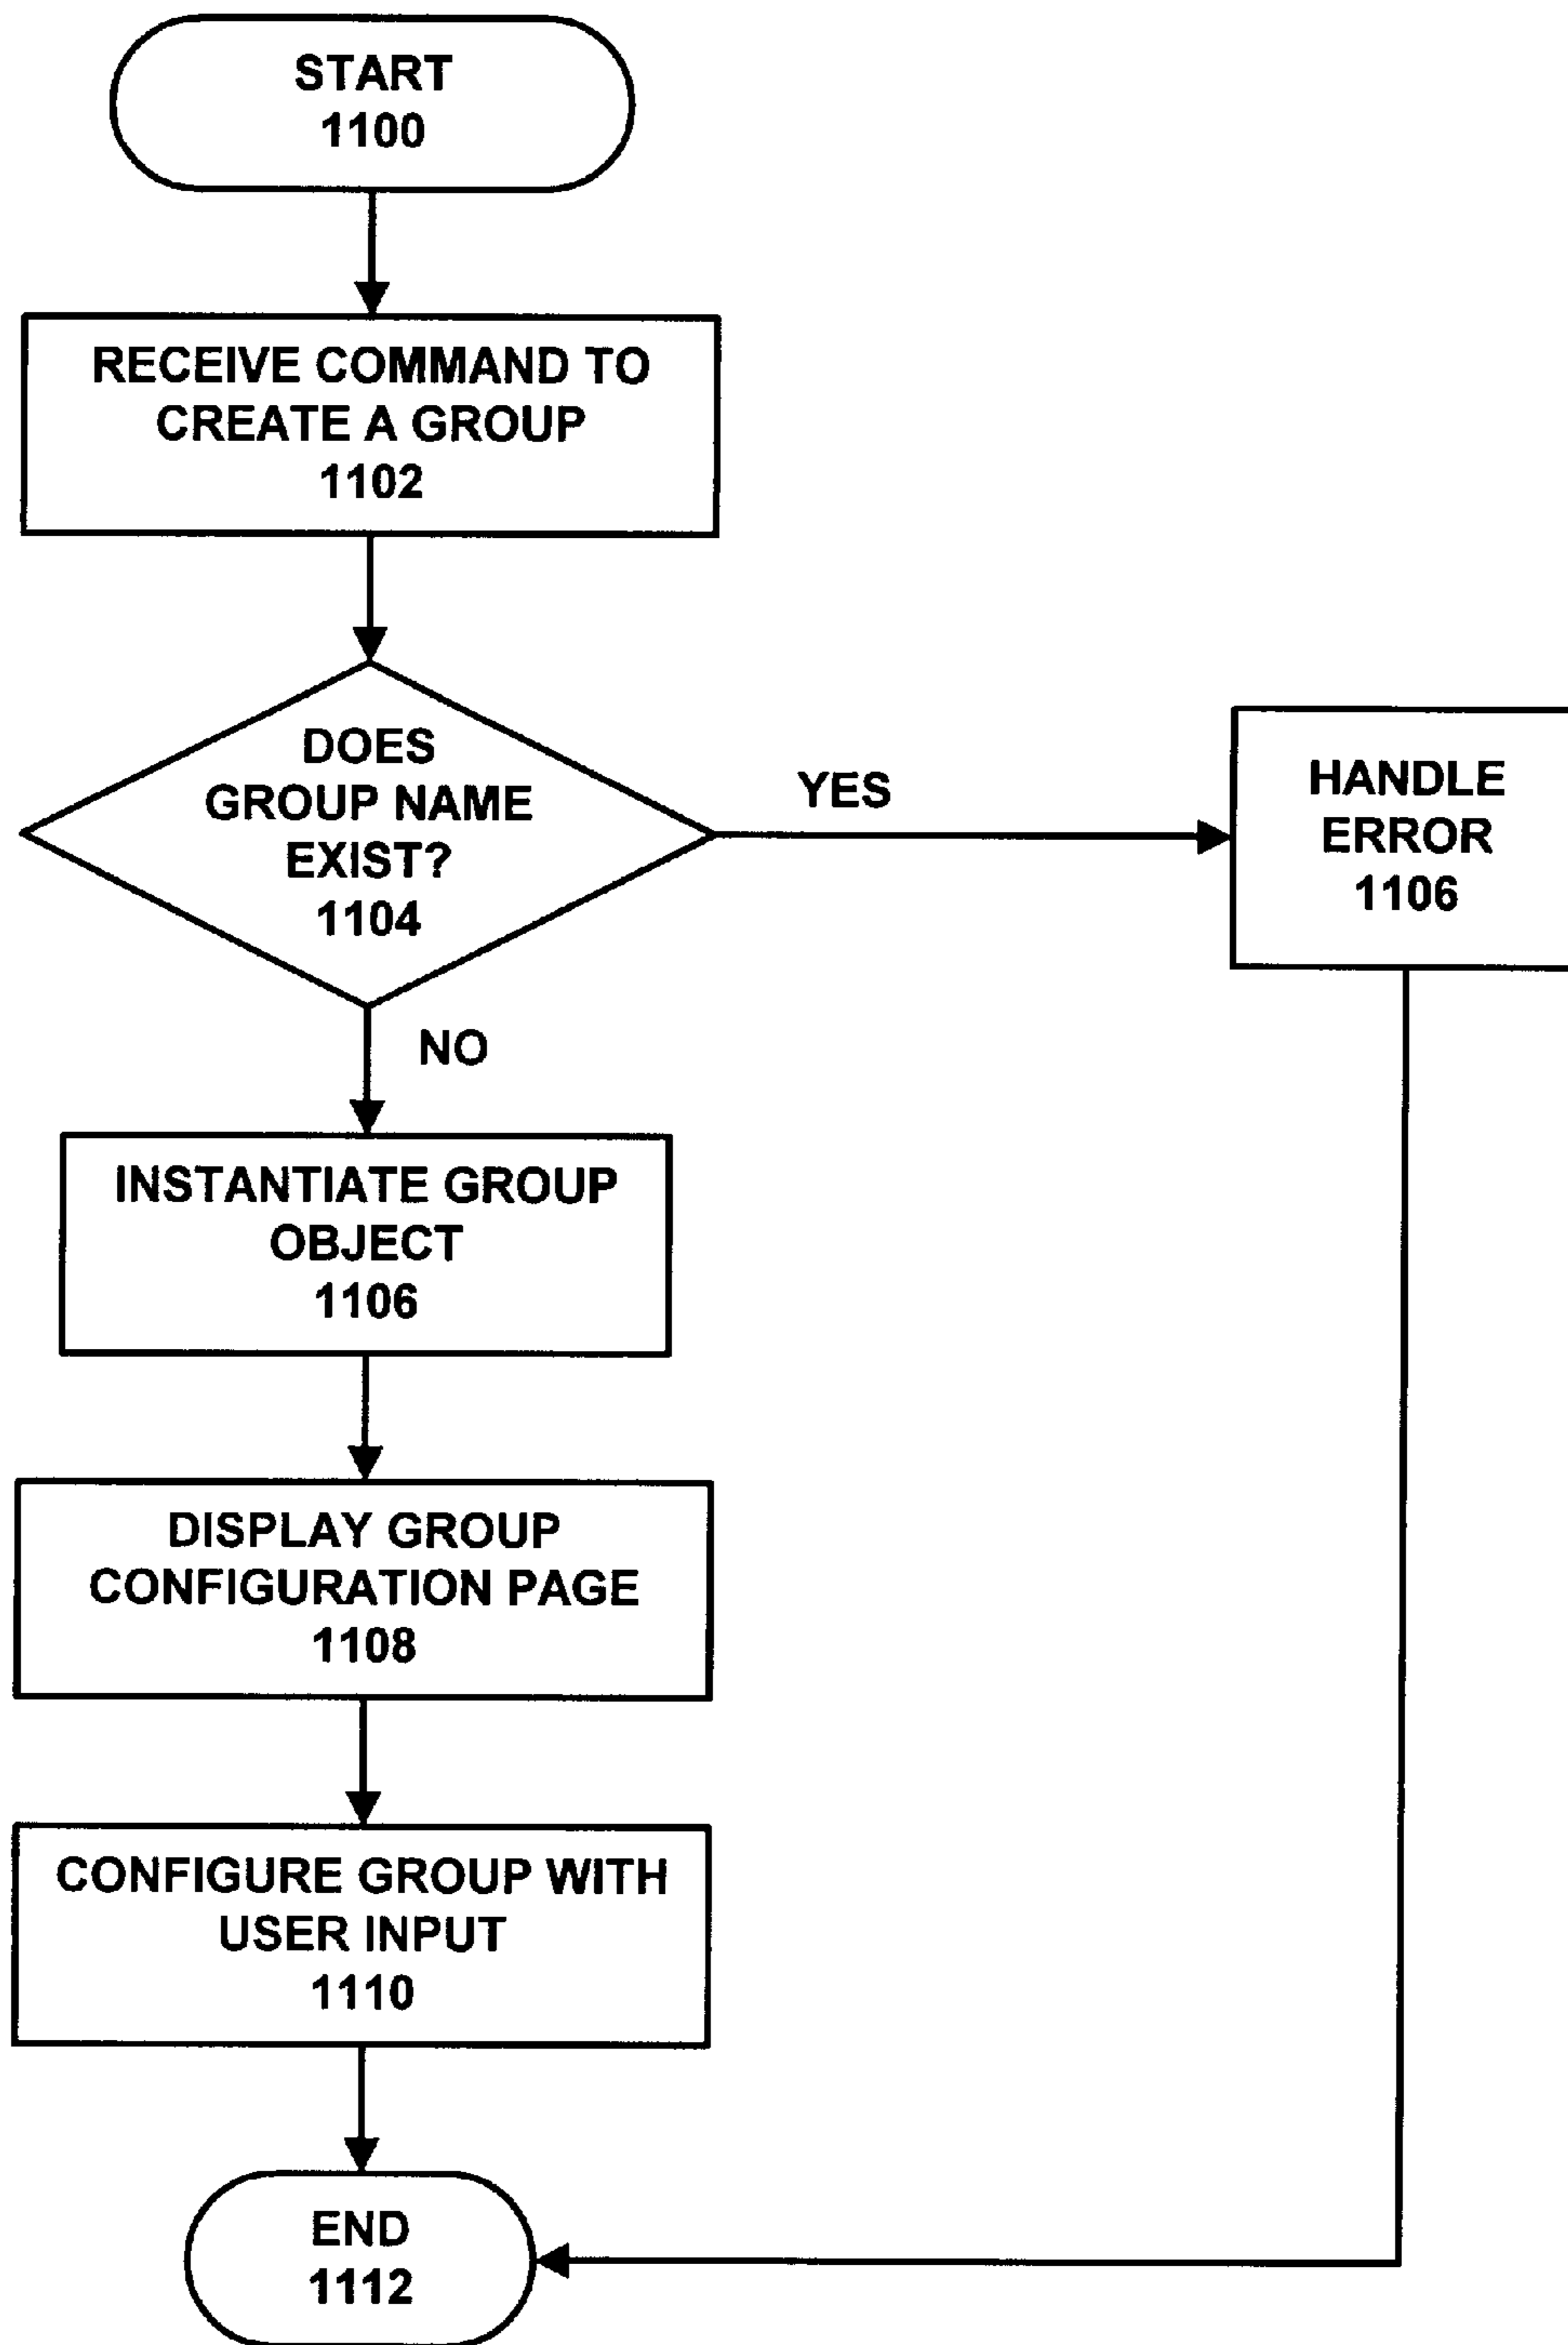 START
1100
RECEIVE COMMAND TO
CREATE A GROUP
1102
DOES
GROUP NAME
EXIST?
1104
YES
HANDLE
ERROR
1106
NO
INSTANTIATE GROUP
OBJECT
1106
DISPLAY GROUP
CONFIGURATION PAGE
1108
CONFIGURE GROUP WITH
USER INPUT
1110
END
1112